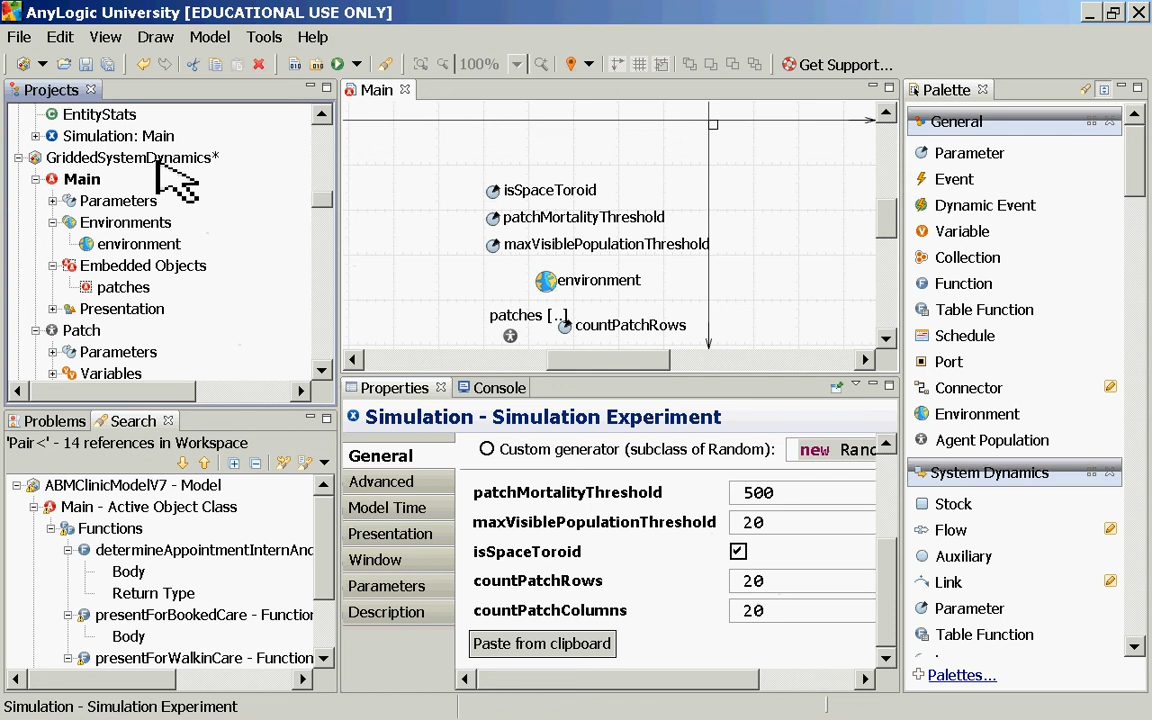 AnyLogic University [EDUCATIONAL USE ONLY]
File Edit View Draw Model Tools Help
100% Get Support...
Projects
EntityStats
Simulation: Main
GriddedSystemDynamics*
Main
Parameters
Environments
environment
Embedded Objects
patches
Presentation
Patch
Parameters
Variables
Main
isSpaceToroid
patchMortalityThreshold
maxVisiblePopulationThreshold
environment
patches [..]
countPatchRows
Palette
General
Parameter
Event
Dynamic Event
Variable
Collection
Function
Table Function
Schedule
Port
Connector
Environment
Agent Population
System Dynamics
Stock
Flow
Auxiliary
Link
Parameter
Table Function
Palettes...
Problems Search
'Pair<' - 14 references in Workspace
ABMClinicModelV7 - Model
Main - Active Object Class
Functions
determineAppointmentInternAnd
Body
Return Type
presentForBookedCare - Function
Body
presentForWalkinCare - Function
Properties Console
Simulation - Simulation Experiment
General
Advanced
Model Time
Presentation
Window
Parameters
Description
Custom generator (subclass of Random): new Rand
patchMortalityThreshold 500
maxVisiblePopulationThreshold 20
isSpaceToroid
countPatchRows 20
countPatchColumns 20
Paste from clipboard
Simulation - Simulation Experiment